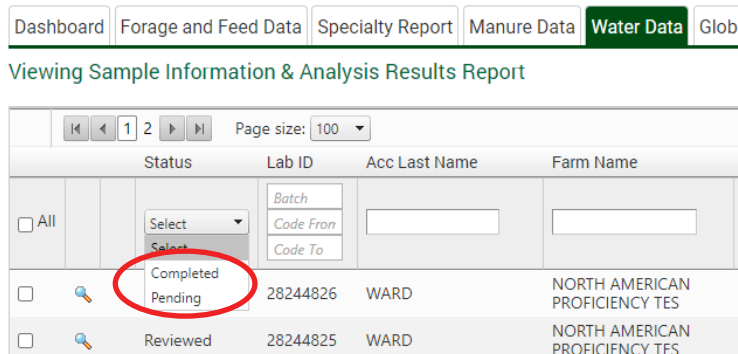 Dashboard Forage and Feed Data Specialty Report Manure Data Water Data Glob
Viewing Sample Information & Analysis Results Report
1 2 Page size: 100
Status Lab ID Acc Last Name Farm Name
Batch
All Select Code Fron
Select Code To
Completed
Pending 28244826 WARD NORTH AMERICAN
PROFICIENCY TES
Reviewed 28244825 WARD NORTH AMERICAN
PROFICIENCY TES